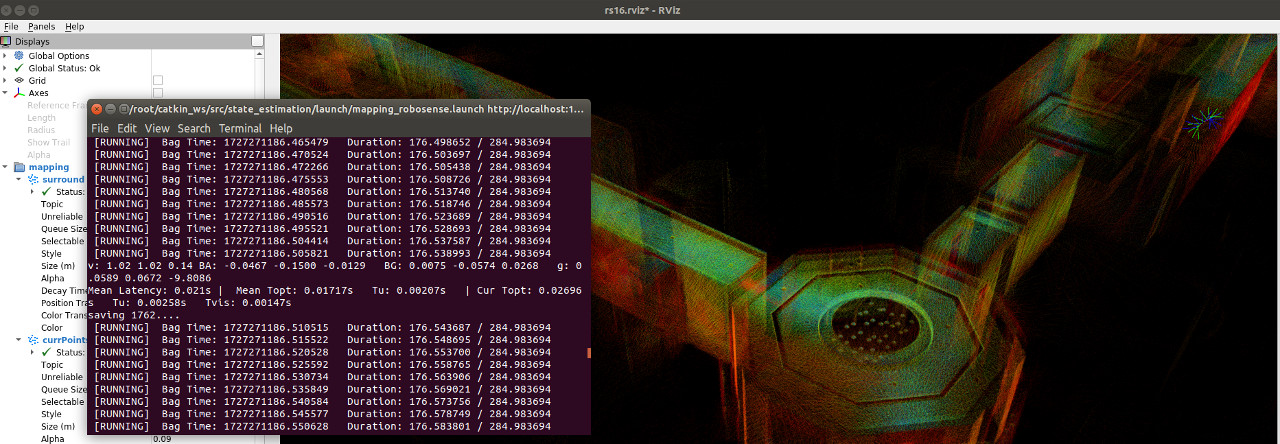 rs16.rviz* - RViz
File Panels Help
Displays
Global Options
Global Status: Ok
Grid
Axes
Reference Fra
Length
Radius
Show Trail
Alpha
mapping
surround
Status:
Topic
Unreliable
Queue Size
Selectable
Style
Size (m)
Alpha
Decay Time
Position Tra
Color Trans
Color
currPoints
Status:
Topic
Unreliable
Queue Size
Selectable
Style
Size (m)
Alpha 0.09
/root/catkin_ws/src/state_estimation/launch/mapping_robosense.launch http://localhost:1...
File Edit View Search Terminal Help
[RUNNING] Bag Time: 1727271186.465479 Duration: 176.498652 / 284.983694
[RUNNING] Bag Time: 1727271186.470524 Duration: 176.503697 / 284.983694
[RUNNING] Bag Time: 1727271186.472266 Duration: 176.505438 / 284.983694
[RUNNING] Bag Time: 1727271186.475553 Duration: 176.508726 / 284.983694
[RUNNING] Bag Time: 1727271186.480568 Duration: 176.513740 / 284.983694
[RUNNING] Bag Time: 1727271186.485573 Duration: 176.518746 / 284.983694
[RUNNING] Bag Time: 1727271186.490516 Duration: 176.523689 / 284.983694
[RUNNING] Bag Time: 1727271186.495521 Duration: 176.528693 / 284.983694
[RUNNING] Bag Time: 1727271186.504414 Duration: 176.537587 / 284.983694
[RUNNING] Bag Time: 1727271186.505821 Duration: 176.538993 / 284.983694
v: 1.02 1.02 0.14 BA: -0.0467 -0.1500 -0.0129 BG: 0.0075 -0.0574 0.0268 g: 0
.0589 0.0672 -9.8086
Mean Latency: 0.021s | Mean Topt: 0.01717s Tu: 0.00207s | Cur Topt: 0.02696
s Tu: 0.00258s Tvis: 0.00147s
saving 1762....
[RUNNING] Bag Time: 1727271186.510515 Duration: 176.543687 / 284.983694
[RUNNING] Bag Time: 1727271186.515522 Duration: 176.548695 / 284.983694
[RUNNING] Bag Time: 1727271186.520528 Duration: 176.553700 / 284.983694
[RUNNING] Bag Time: 1727271186.525592 Duration: 176.558765 / 284.983694
[RUNNING] Bag Time: 1727271186.530734 Duration: 176.563906 / 284.983694
[RUNNING] Bag Time: 1727271186.535849 Duration: 176.569021 / 284.983694
[RUNNING] Bag Time: 1727271186.540584 Duration: 176.573756 / 284.983694
[RUNNING] Bag Time: 1727271186.545577 Duration: 176.578749 / 284.983694
[RUNNING] Bag Time: 1727271186.550628 Duration: 176.583801 / 284.983694